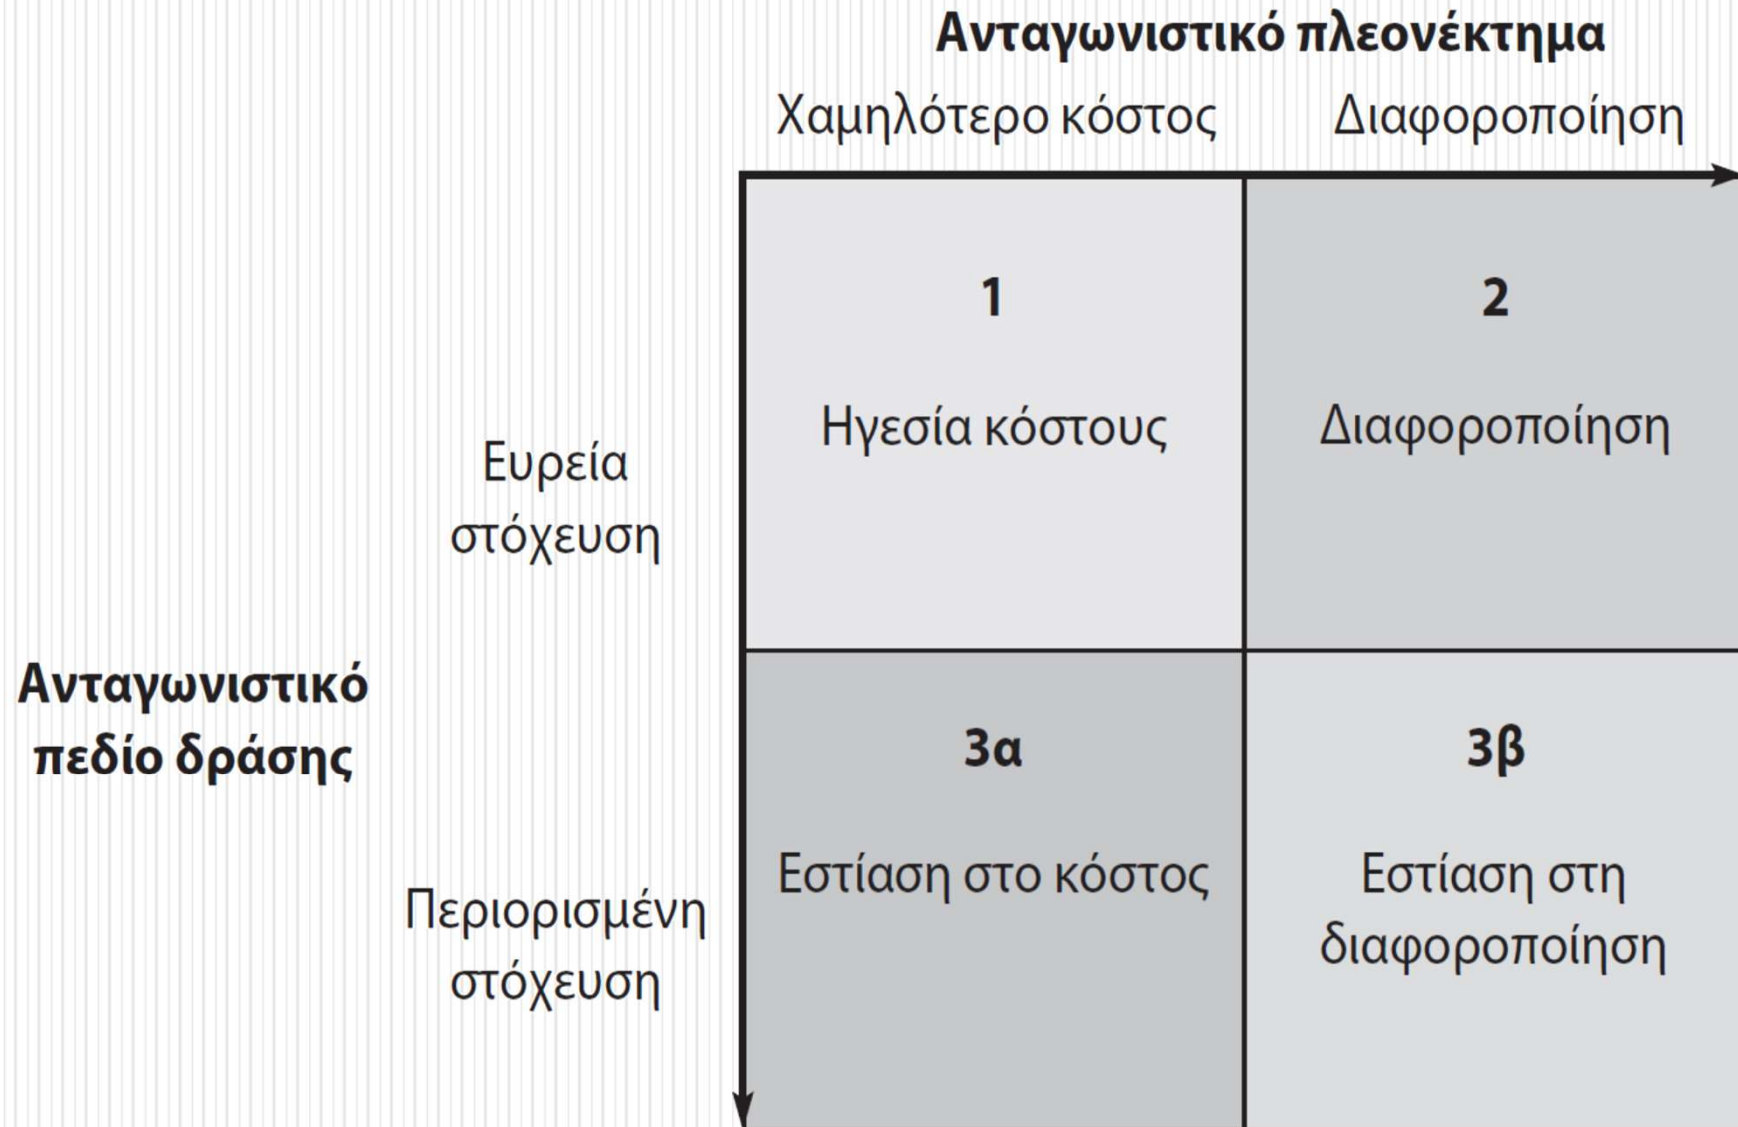 Ανταγωνιστικό πλεονέκτημα
Χαμηλότερο κόστος
Διαφοροποίηση
Ευρεία
στόχευση
1
Ηγεσία κόστους
2
Διαφοροποίηση
Ανταγωνιστικό
πεδίο δράσης
Περιορισμένη
στόχευση
3α
Εστίαση στο κόστος
3β
Εστίαση στη
διαφοροποίηση